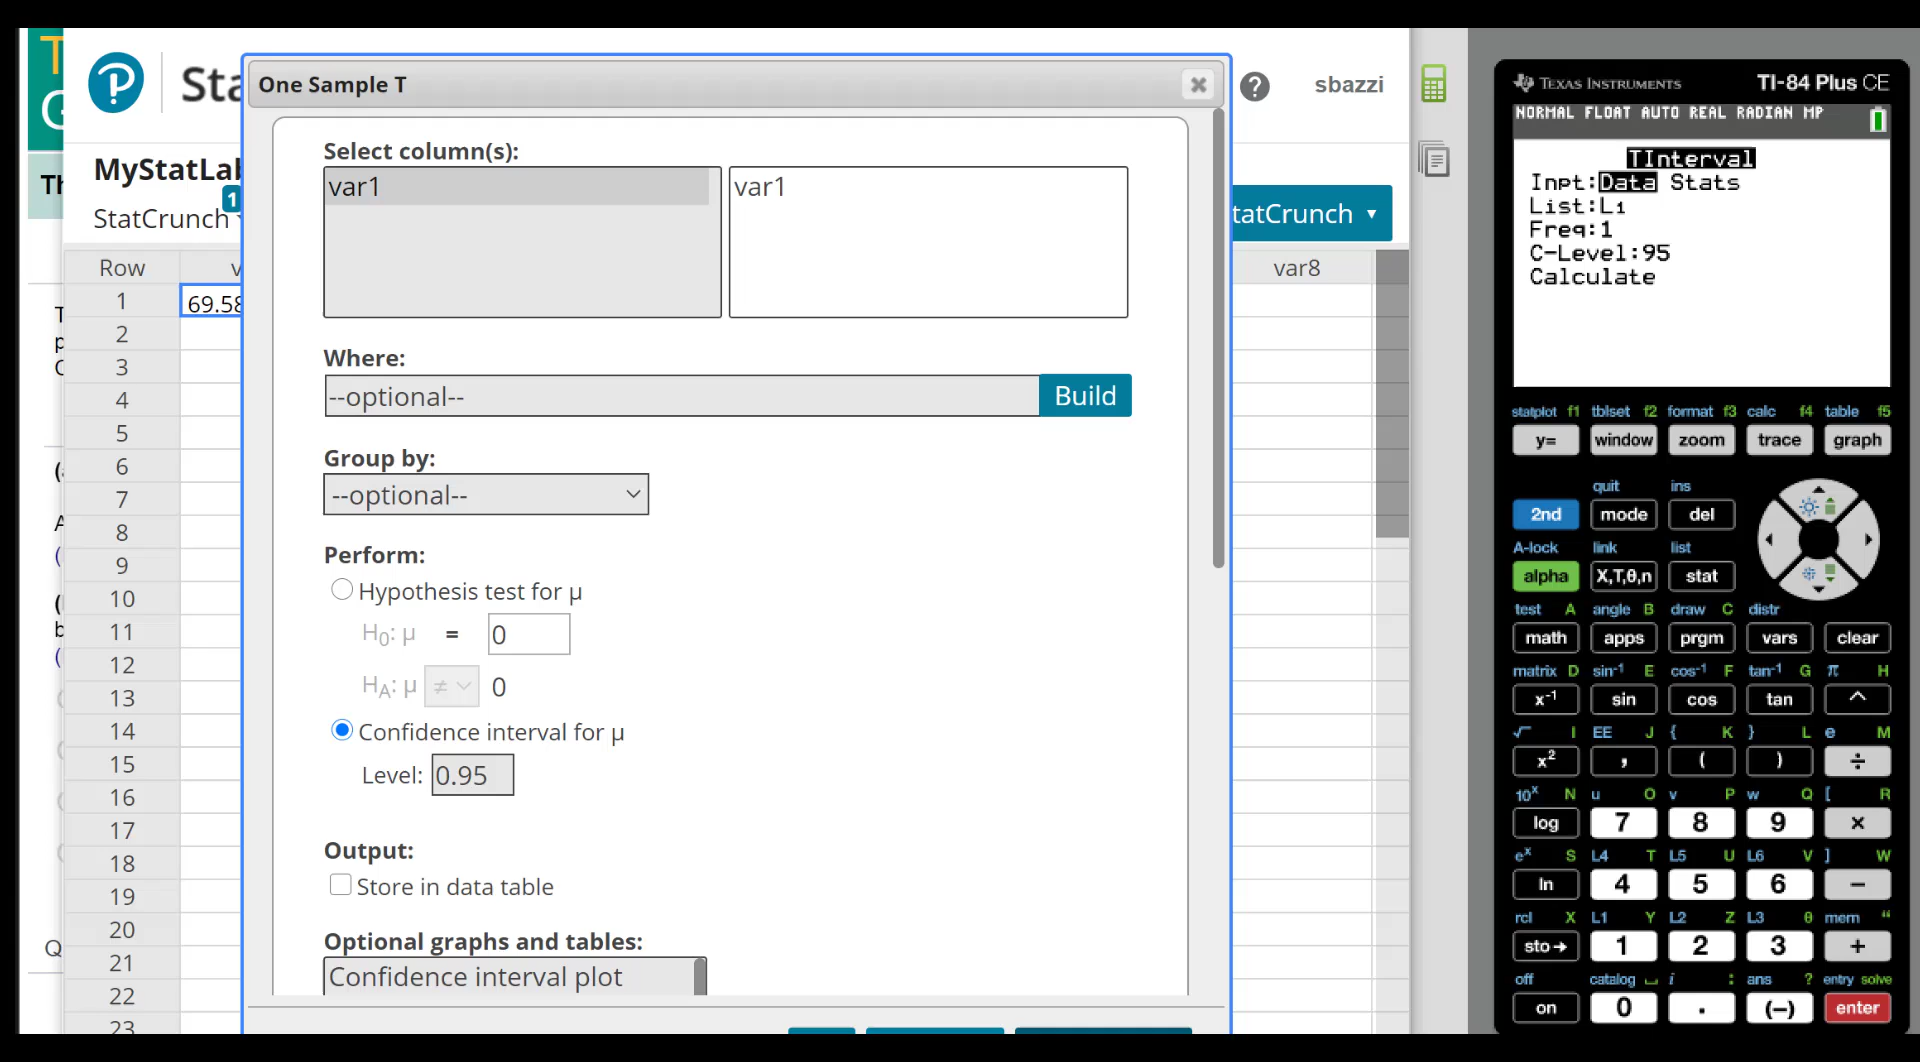 Sta
One Sample T
sbazzi
MyStatLab
StatCrunch
1
tatCrunch
Row
var8
69.58
1
2
3
4
5
6
7
8
9
10
11
12
13
14
15
16
17
18
19
20
21
22
23
Select column(s):
var1
var1
Where:
--optional--
Build
Group by:
--optional--
Perform:
Hypothesis test for μ
H0: μ = 0
HA: μ ≠ 0
Confidence interval for μ
Level: 0.95
Output:
Store in data table
Optional graphs and tables:
Confidence interval plot
TEXAS INSTRUMENTS TI-84 Plus CE
NORMAL FLOAT AUTO REAL RADIAN MP
TInterval
Inpt:Data Stats
List:L1
Freq:1
C-Level:95
Calculate
statplot f1 tblset f2 format f3 calc f4 table f5
y= window zoom trace graph
quit ins
2nd mode del
A-lock link list
alpha X,T,θ,n stat
test A angle B draw C distr
math apps prgm vars clear
matrix D sin-1 E cos-1 F tan-1 G π H
x-1 sin cos tan ^
√ I EE J { K } L e M
x2 , ( ) ÷
10x N u O v P w Q [ R
log 7 8 9 ×
ex S L4 T L5 U L6 V ] W
ln 4 5 6 −
rcl X L1 Y L2 Z L3 θ mem "
sto→ 1 2 3 +
off catalog i : ans ? entry solve
on 0 . (−) enter